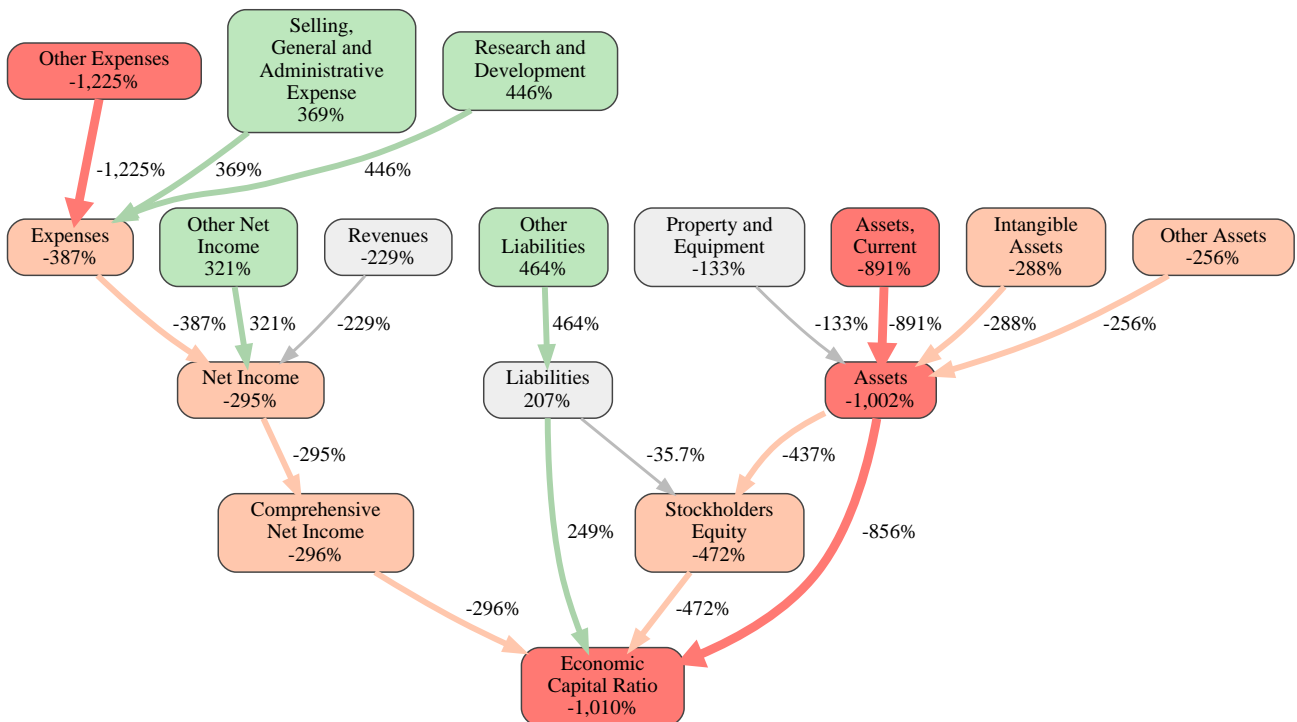 Other Expenses
-1,225%
Selling,
General and
Administrative
Expense
369%
Research and
Development
446%
-1,225%
369%
446%
Expenses
-387%
Other Net
Income
321%
Revenues
-229%
Other
Liabilities
464%
Property and
Equipment
-133%
Assets,
Current
-891%
Intangible
Assets
-288%
Other Assets
-256%
-387%
321%
-229%
464%
-133%
-891%
-288%
-256%
Net Income
-295%
Liabilities
207%
Assets
-1,002%
-295%
-35.7%
-437%
Comprehensive
Net Income
-296%
249%
Stockholders
Equity
-472%
-856%
-296%
-472%
Economic
Capital Ratio
-1,010%